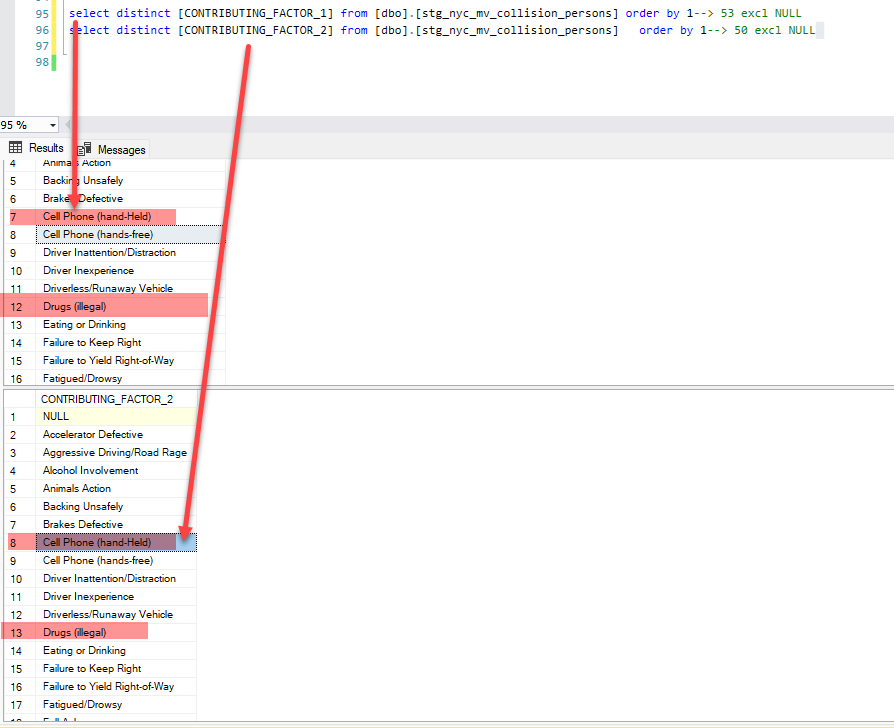 95 select distinct [CONTRIBUTING_FACTOR_1] from [dbo].[stg_nyc_mv_collision_persons] order by 1--> 53 excl NULL
96 select distinct [CONTRIBUTING_FACTOR_2] from [dbo].[stg_nyc_mv_collision_persons] order by 1--> 50 excl NULL
97
98
95 %
Results Messages
4 Animals Action
5 Backing Unsafely
6 Brakes Defective
7 Cell Phone (hand-Held)
8 Cell Phone (hands-free)
9 Driver Inattention/Distraction
10 Driver Inexperience
11 Driverless/Runaway Vehicle
12 Drugs (illegal)
13 Eating or Drinking
14 Failure to Keep Right
15 Failure to Yield Right-of-Way
16 Fatigued/Drowsy
CONTRIBUTING_FACTOR_2
1 NULL
2 Accelerator Defective
3 Aggressive Driving/Road Rage
4 Alcohol Involvement
5 Animals Action
6 Backing Unsafely
7 Brakes Defective
8 Cell Phone (hand-Held)
9 Cell Phone (hands-free)
10 Driver Inattention/Distraction
11 Driver Inexperience
12 Driverless/Runaway Vehicle
13 Drugs (illegal)
14 Eating or Drinking
15 Failure to Keep Right
16 Failure to Yield Right-of-Way
17 Fatigued/Drowsy